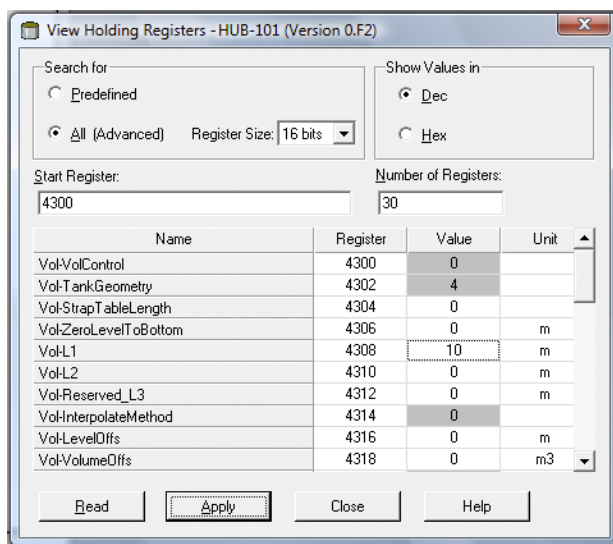 View Holding Registers - HUB-101 (Version 0.F2)
Search for
Show Values in
Predefined
Dec
All (Advanced) Register Size: 16 bits
Hex
Start Register:
Number of Registers:
4300
30
Name Register Value Unit
Vol-VolControl 4300 0
Vol-TankGeometry 4302 4
Vol-StrapTableLength 4304 0
Vol-ZeroLevelToBottom 4306 0 m
Vol-L1 4308 10 m
Vol-L2 4310 0 m
Vol-Reserved_L3 4312 0 m
Vol-InterpolateMethod 4314 0
Vol-LevelOffs 4316 0 m
Vol-VolumeOffs 4318 0 m3
Read Apply Close Help